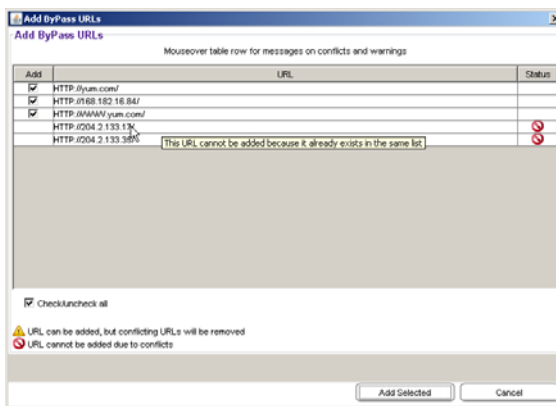 Add ByPass URLs
Add ByPass URLs
Mouseover table row for messages on conflicts and warnings
Add URL Status
HTTP://yum.com/
HTTP://168.182.16.84/
HTTP://WWW.yum.com/
HTTP://204.2.133.17/
HTTP://204.2.133.35/
This URL cannot be added because it already exists in the same list
Check/uncheck all
URL can be added, but conflicting URLs will be removed
URL cannot be added due to conflicts
Add Selected Cancel